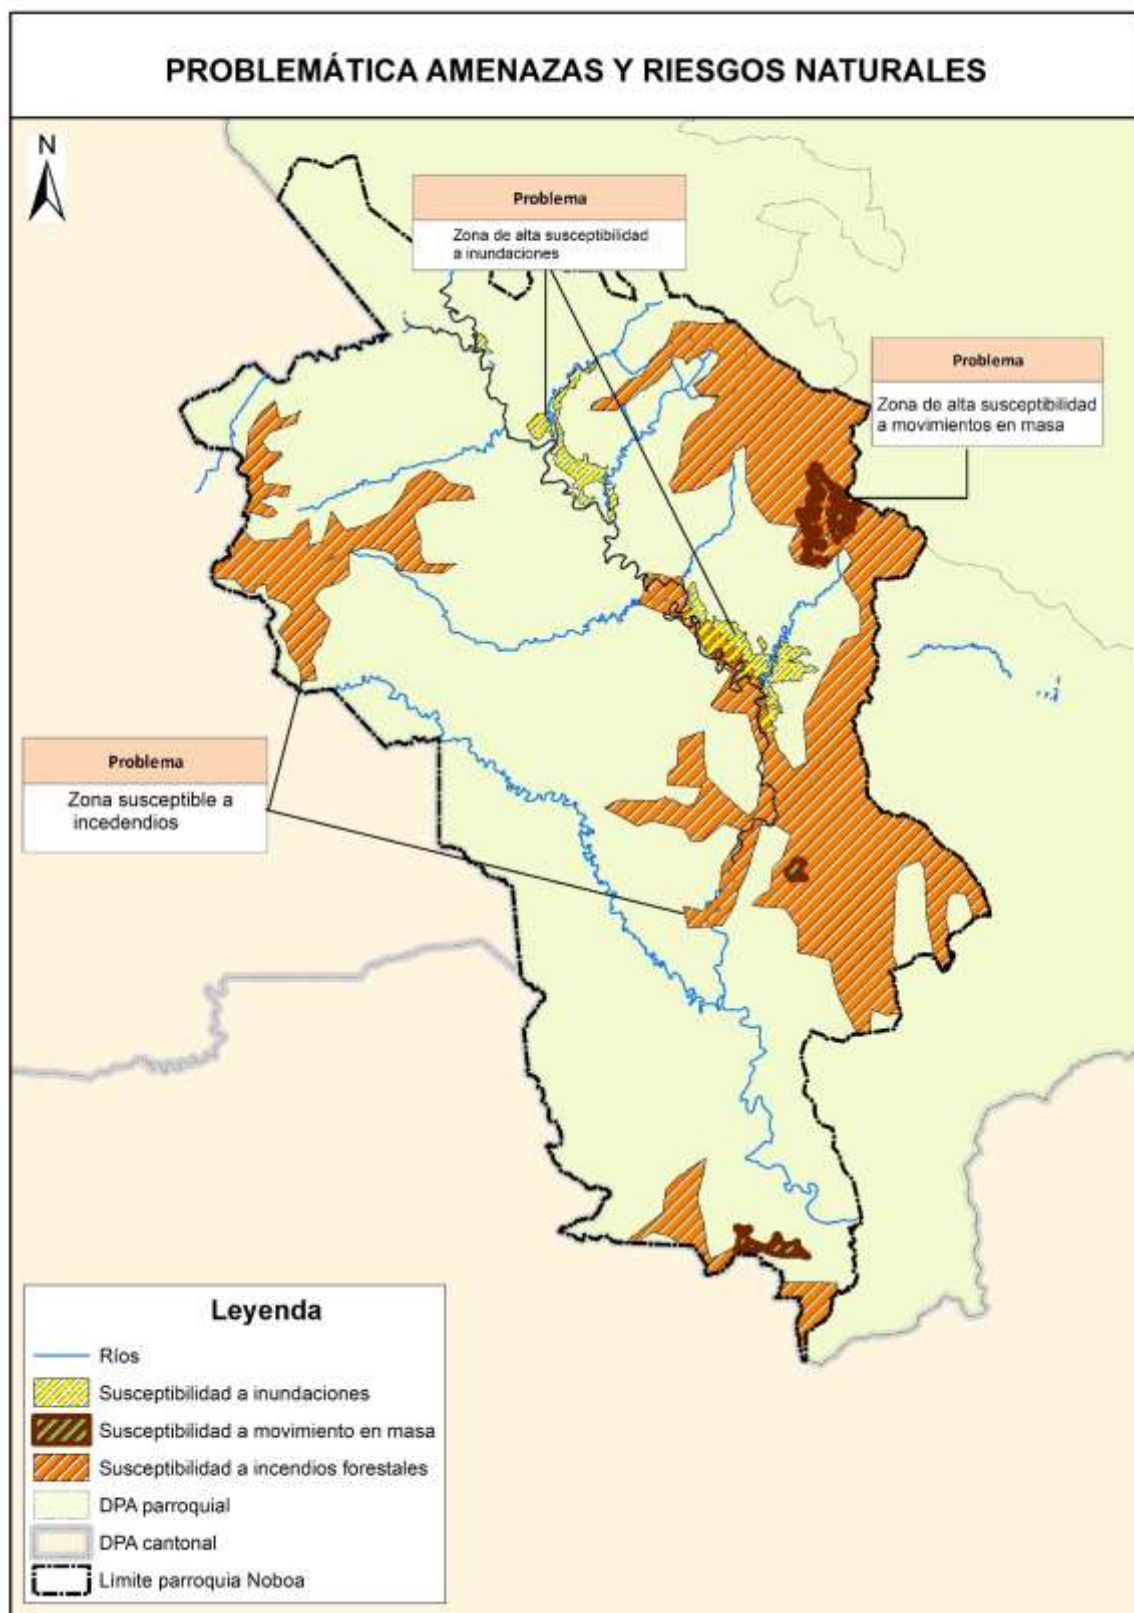 PROBLEMÁTICA AMENAZAS Y RIESGOS NATURALES
N
Problema
Zona de alta susceptibilidad
a inundaciones
Problema
Zona de alta susceptibilidad
a movimientos en masa
Problema
Zona susceptible a
incedendios
Leyenda
Ríos
Susceptibilidad a inundaciones
Susceptibilidad a movimiento en masa
Susceptibilidad a incendios forestales
DPA parroquial
DPA cantonal
Límite parroquia Noboa